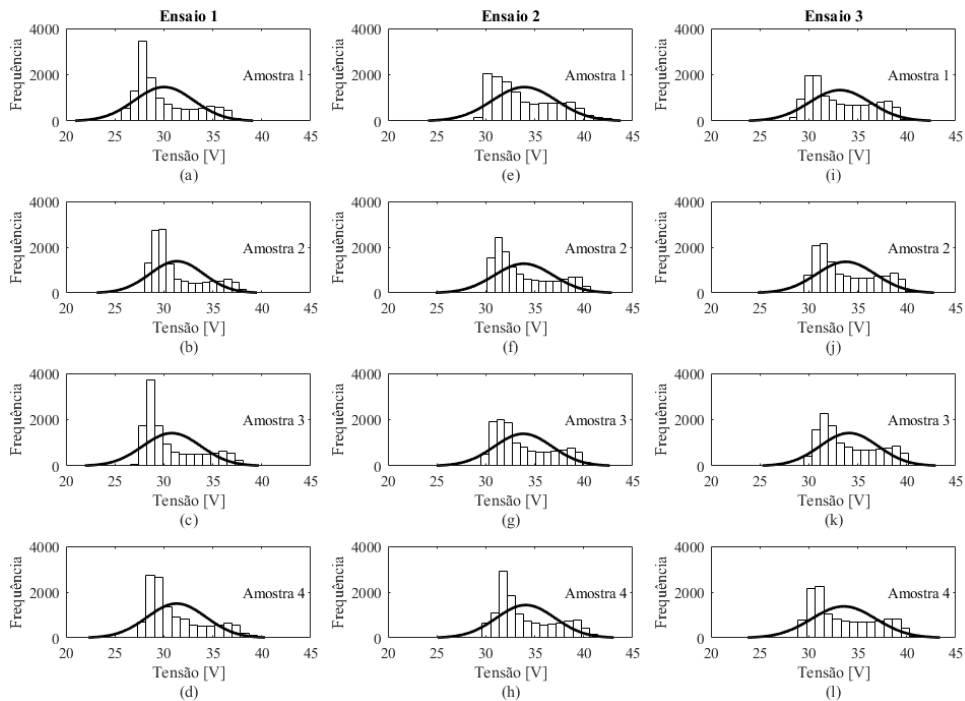 Ensaio 1
Ensaio 2
Ensaio 3
4000
2000
0
Frequência
Amostra 1
20 25 30 35 40 45
Tensão [V]
(a)
4000
2000
0
Frequência
Amostra 1
25 30 35 40 45
Tensão [V]
(e)
4000
2000
0
Frequência
Amostra 1
20 25 30 35 40 45
Tensão [V]
(i)
4000
2000
0
Frequência
Amostra 2
20 25 30 35 40 45
Tensão [V]
(b)
4000
2000
0
Frequência
Amostra 2
20 25 30 35 40 45
Tensão [V]
(f)
4000
2000
0
Frequência
Amostra 2
20 25 30 35 40 45
Tensão [V]
(j)
4000
2000
0
Frequência
Amostra 3
20 25 30 35 40 45
Tensão [V]
(c)
4000
2000
0
Frequência
Amostra 3
20 25 30 35 40 45
Tensão [V]
(g)
4000
2000
0
Frequência
Amostra 3
20 25 30 35 40 45
Tensão [V]
(k)
4000
2000
0
Frequência
Amostra 4
20 25 30 35 40 45
Tensão [V]
(d)
4000
2000
0
Frequência
Amostra 4
20 25 30 35 40 45
Tensão [V]
(h)
4000
2000
0
Frequência
Amostra 4
20 25 30 35 40 45
Tensão [V]
(l)